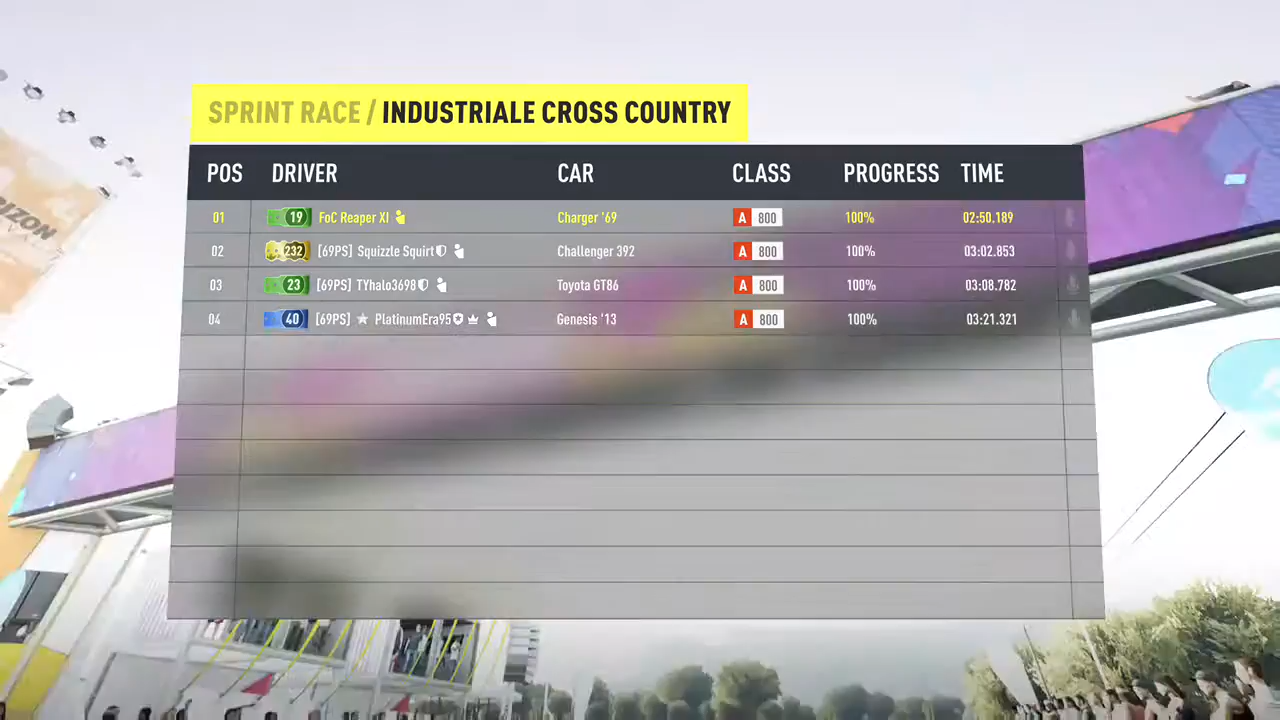 SPRINT RACE / INDUSTRIALE CROSS COUNTRY
POS DRIVER CAR CLASS PROGRESS TIME
01 19 FoC Reaper XI Charger '69 A 800 100% 02:50.189
02 232 [69PS] Squizzle Squirt Challenger 392 A 800 100% 03:02.853
03 23 [69PS] TYhalo3698 Toyota GT86 A 800 100% 03:08.782
04 40 [69PS] ★ PlatinumEra95 Genesis '13 A 800 100% 03:21.321
RIZON